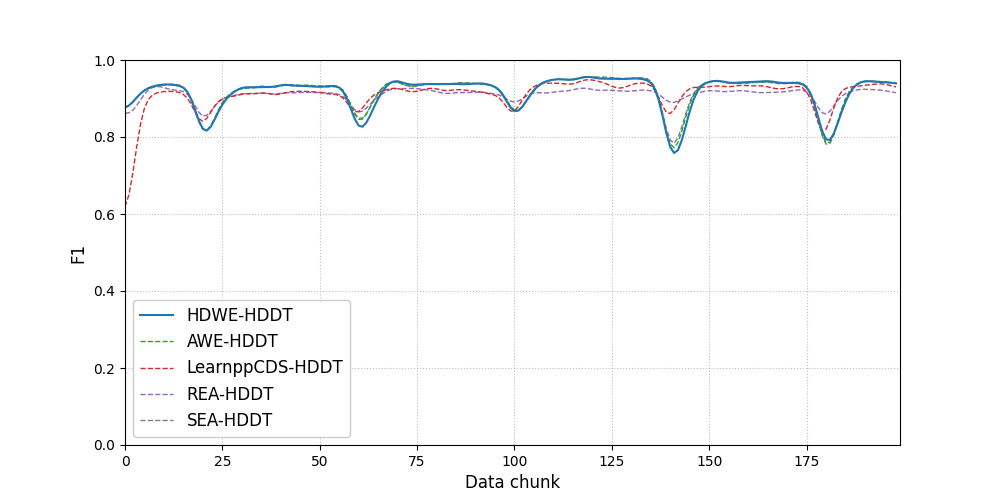 1.0
0.8
0.6
0.4
0.2
0.0
F1
HDWE-HDDT
AWE-HDDT
LearnppCDS-HDDT
REA-HDDT
SEA-HDDT
0 25 50 75 100 125 150 175
Data chunk